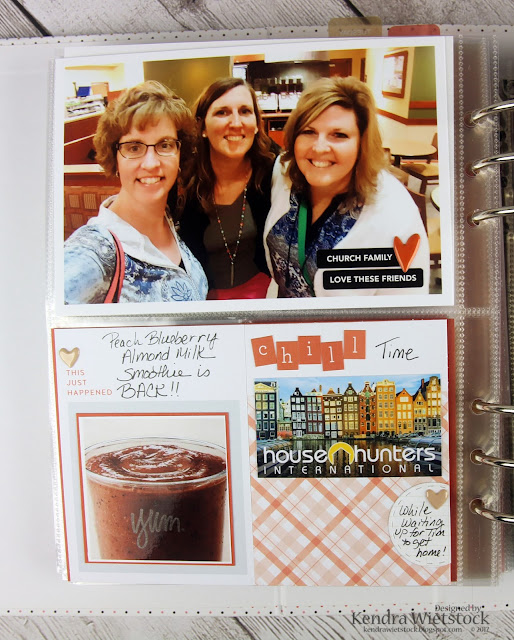 CHURCH FAMILY
LOVE THESE FRIENDS
THIS
JUST
HAPPENED
Peach Blueberry
Almond Milk
Smoothie is
BACK!!
yum.
chill Time
house hunters
INTERNATIONAL
While
waiting
up for Tim
to get
home!
Designed by
Kendra Wietstock
kendrawietstock.blogspot.com ©2017